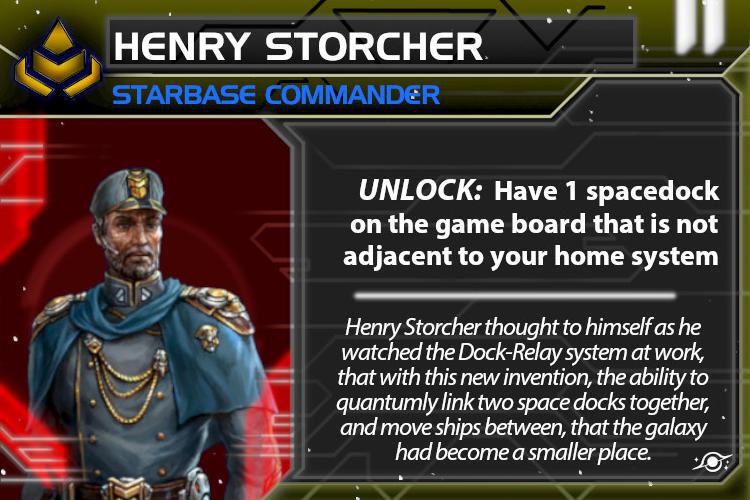 HENRY STORCHER
STARBASE COMMANDER
UNLOCK: Have 1 spacedock
on the game board that is not
adjacent to your home system
Henry Storcher thought to himself as he
watched the Dock-Relay system at work,
that with this new invention, the ability to
quantumly link two space docks together,
and move ships between, that the galaxy
had become a smaller place.